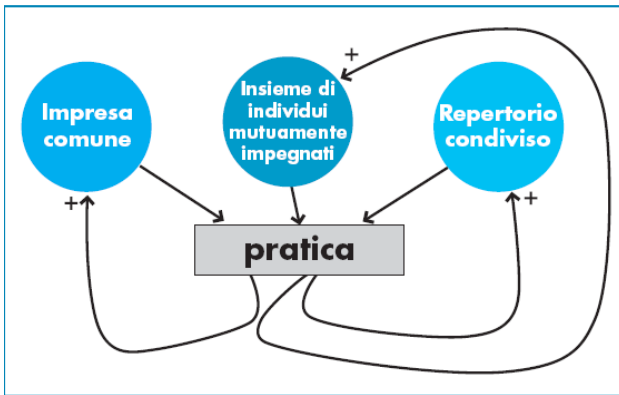 Impresa
comune
Insieme di
individui
mutuamente
impegnati
Repertorio
condiviso
+
+
+
pratica